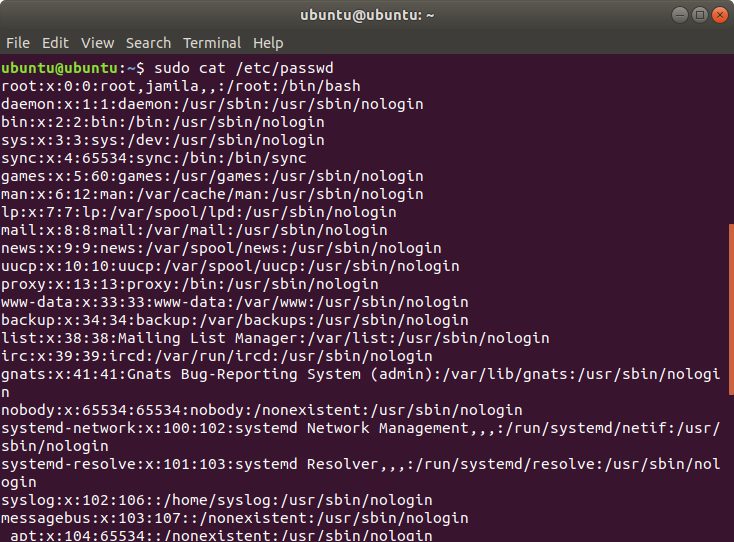 ubuntu@ubuntu: ~
File Edit View Search Terminal Help
ubuntu@ubuntu:~$ sudo cat /etc/passwd
root:x:0:0:root,jamila,,:/root:/bin/bash
daemon:x:1:1:daemon:/usr/sbin:/usr/sbin/nologin
bin:x:2:2:bin:/bin:/usr/sbin/nologin
sys:x:3:3:sys:/dev:/usr/sbin/nologin
sync:x:4:65534:sync:/bin:/bin/sync
games:x:5:60:games:/usr/games:/usr/sbin/nologin
man:x:6:12:man:/var/cache/man:/usr/sbin/nologin
lp:x:7:7:lp:/var/spool/lpd:/usr/sbin/nologin
mail:x:8:8:mail:/var/mail:/usr/sbin/nologin
news:x:9:9:news:/var/spool/news:/usr/sbin/nologin
uucp:x:10:10:uucp:/var/spool/uucp:/usr/sbin/nologin
proxy:x:13:13:proxy:/bin:/usr/sbin/nologin
www-data:x:33:33:www-data:/var/www:/usr/sbin/nologin
backup:x:34:34:backup:/var/backups:/usr/sbin/nologin
list:x:38:38:Mailing List Manager:/var/list:/usr/sbin/nologin
irc:x:39:39:ircd:/var/run/ircd:/usr/sbin/nologin
gnats:x:41:41:Gnats Bug-Reporting System (admin):/var/lib/gnats:/usr/sbin/nologi
n
nobody:x:65534:65534:nobody:/nonexistent:/usr/sbin/nologin
systemd-network:x:100:102:systemd Network Management,,,:/run/systemd/netif:/usr/
sbin/nologin
systemd-resolve:x:101:103:systemd Resolver,,,:/run/systemd/resolve:/usr/sbin/nol
ogin
syslog:x:102:106::/home/syslog:/usr/sbin/nologin
messagebus:x:103:107::/nonexistent:/usr/sbin/nologin
_apt:x:104:65534::/nonexistent:/usr/sbin/nologin